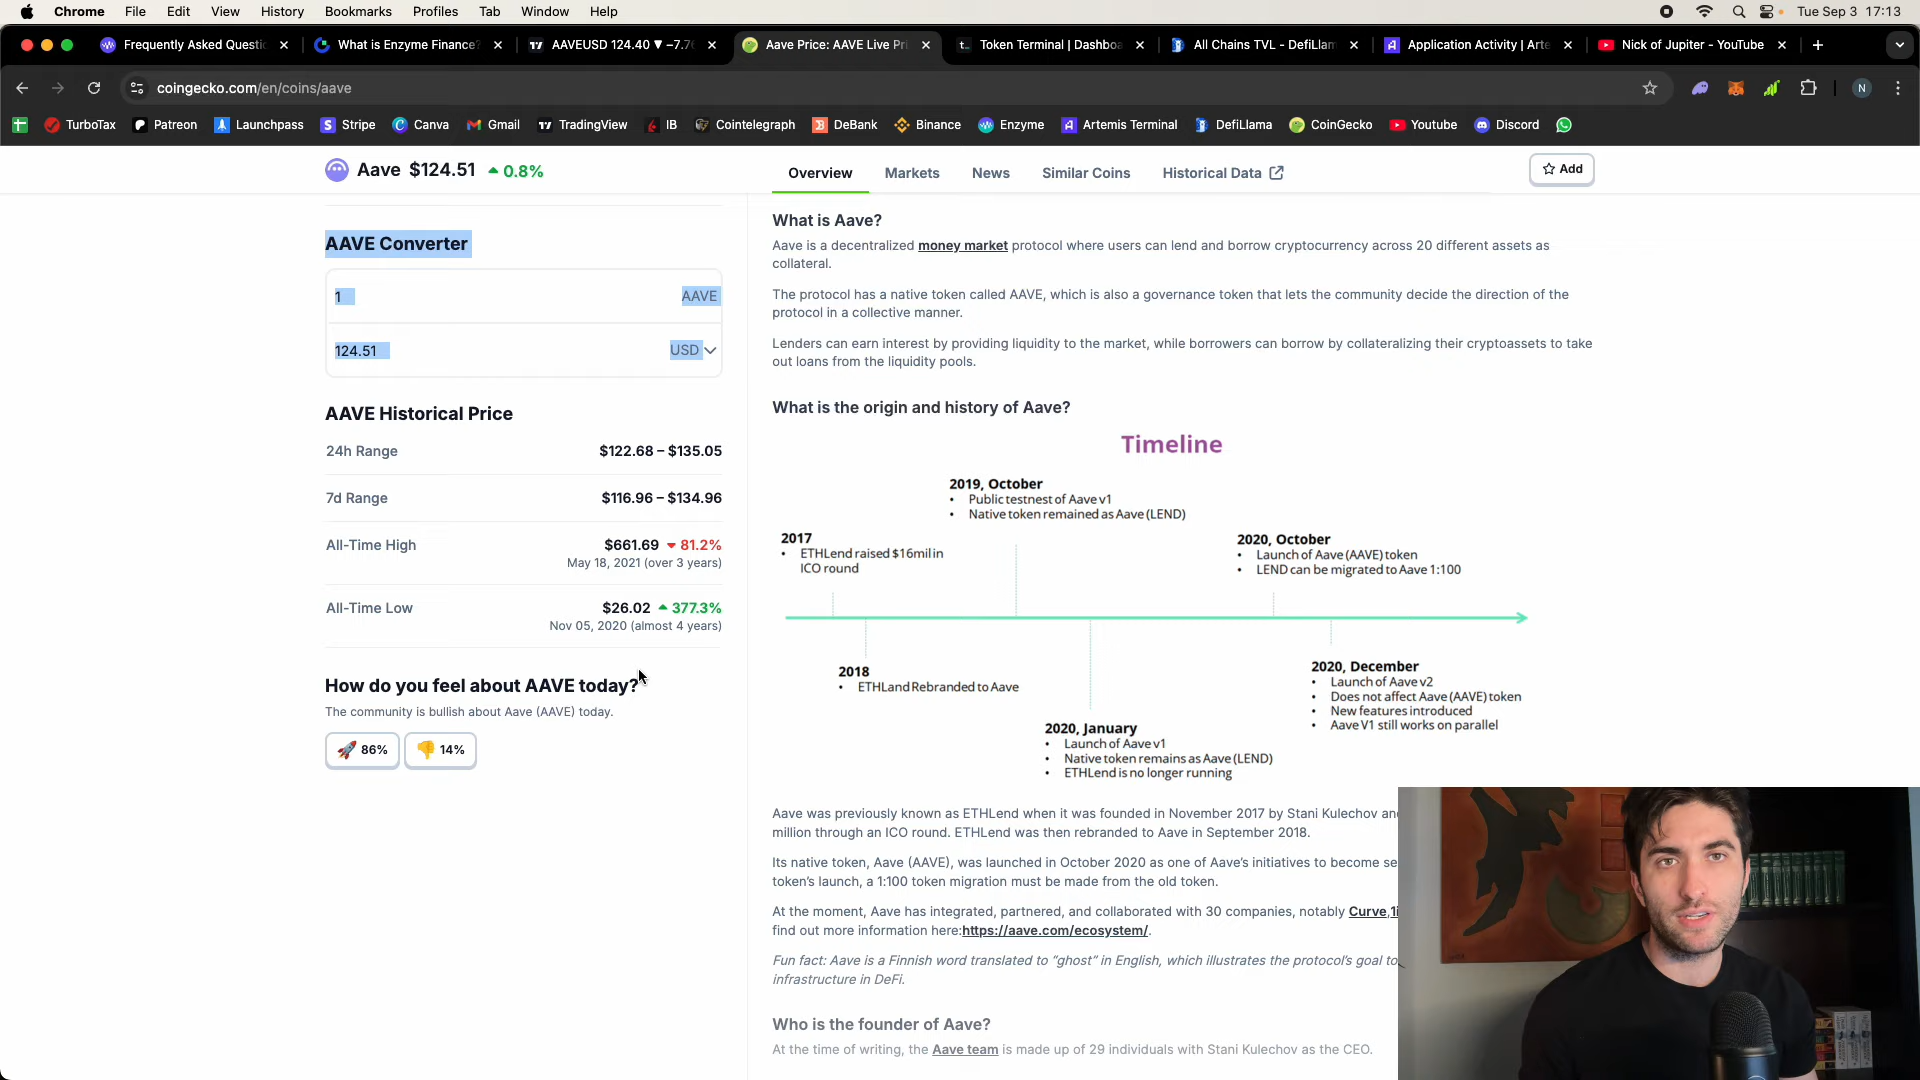 Chrome File Edit View History Bookmarks Profiles Tab Window Help Tue Sep 3 17:13
Frequently Asked Questic What is Enzyme Finance? AAVEUSD 124.40 ▼ −7.7 Aave Price: AAVE Live Pri Token Terminal | Dashboa All Chains TVL - DefiLlam Application Activity | Arte Nick of Jupiter - YouTube
coingecko.com/en/coins/aave N
TurboTax Patreon Launchpass Stripe Canva Gmail TradingView IB Cointelegraph DeBank Binance Enzyme Artemis Terminal DefiLlama CoinGecko Youtube Discord
Aave $124.51 ▲ 0.8% Overview Markets News Similar Coins Historical Data Add
AAVE Converter
1 AAVE
124.51 USD
AAVE Historical Price
24h Range $122.68 – $135.05
7d Range $116.96 – $134.96
All-Time High $661.69 ▼ 81.2%
May 18, 2021 (over 3 years)
All-Time Low $26.02 ▲ 377.3%
Nov 05, 2020 (almost 4 years)
How do you feel about AAVE today?
The community is bullish about Aave (AAVE) today.
🚀 86% 👎 14%
What is Aave?
Aave is a decentralized money market protocol where users can lend and borrow cryptocurrency across 20 different assets as
collateral.
The protocol has a native token called AAVE, which is also a governance token that lets the community decide the direction of the
protocol in a collective manner.
Lenders can earn interest by providing liquidity to the market, while borrowers can borrow by collateralizing their cryptoassets to take
out loans from the liquidity pools.
What is the origin and history of Aave?
Timeline
2017
• ETHLend raised $16mil in
ICO round
2018
• ETHLand Rebranded to Aave
2019, October
• Public testnest of Aave v1
• Native token remained as Aave (LEND)
2020, January
• Launch of Aave v1
• Native token remains as Aave (LEND)
• ETHLend is no longer running
2020, October
• Launch of Aave (AAVE) token
• LEND can be migrated to Aave 1:100
2020, December
• Launch of Aave v2
• Does not affect Aave (AAVE) token
• New features introduced
• Aave V1 still works on parallel
Aave was previously known as ETHLend when it was founded in November 2017 by Stani Kulechov and
million through an ICO round. ETHLend was then rebranded to Aave in September 2018.
Its native token, Aave (AAVE), was launched in October 2020 as one of Aave's initiatives to become se
token's launch, a 1:100 token migration must be made from the old token.
At the moment, Aave has integrated, partnered, and collaborated with 30 companies, notably Curve,1i
find out more information here:https://aave.com/ecosystem/.
Fun fact: Aave is a Finnish word translated to "ghost" in English, which illustrates the protocol's goal to
infrastructure in DeFi.
Who is the founder of Aave?
At the time of writing, the Aave team is made up of 29 individuals with Stani Kulechov as the CEO.